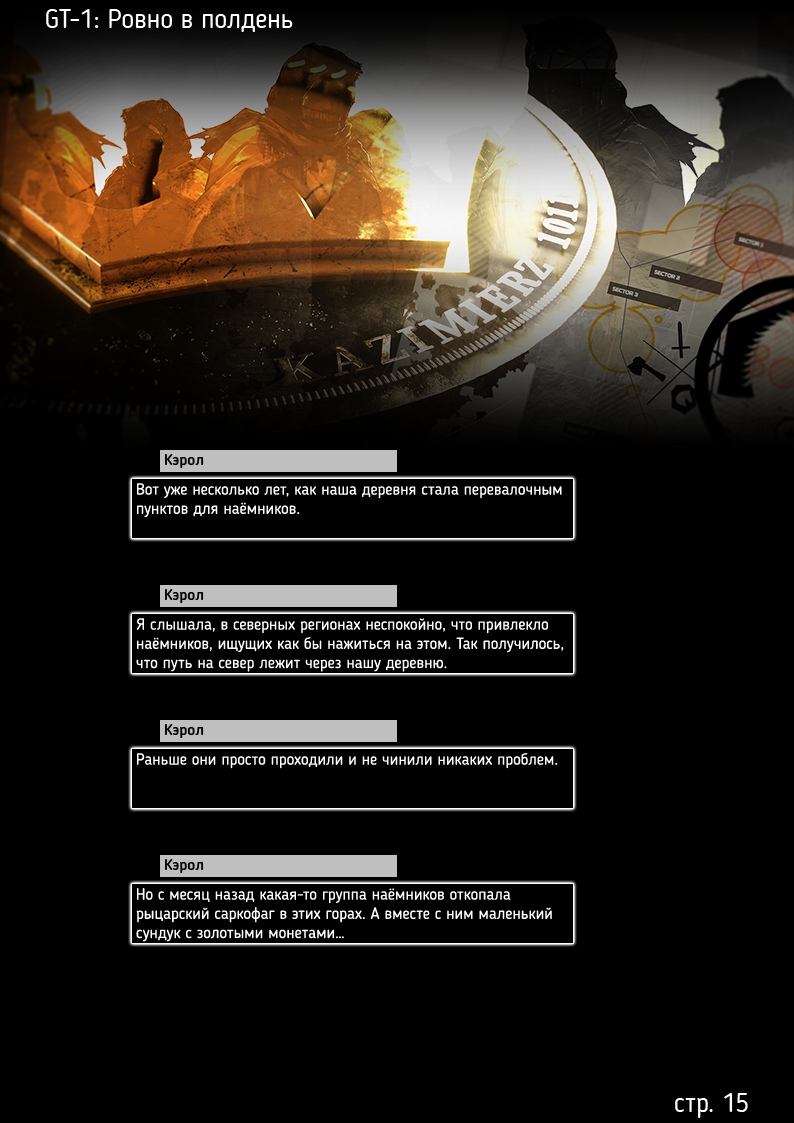 GT-1: Ровно в полдень
KAZIMIERZ 1011
SECTOR 1
SECTOR 2
SECTOR 3
Кэрол
Вот уже несколько лет, как наша деревня стала перевалочным
пунктов для наёмников.
Кэрол
Я слышала, в северных регионах неспокойно, что привлекло
наёмников, ищущих как бы нажиться на этом. Так получилось,
что путь на север лежит через нашу деревню.
Кэрол
Раньше они просто проходили и не чинили никаких проблем.
Кэрол
Но с месяц назад какая-то группа наёмников откопала
рыцарский саркофаг в этих горах. А вместе с ним маленький
сундук с золотыми монетами...
стр. 15